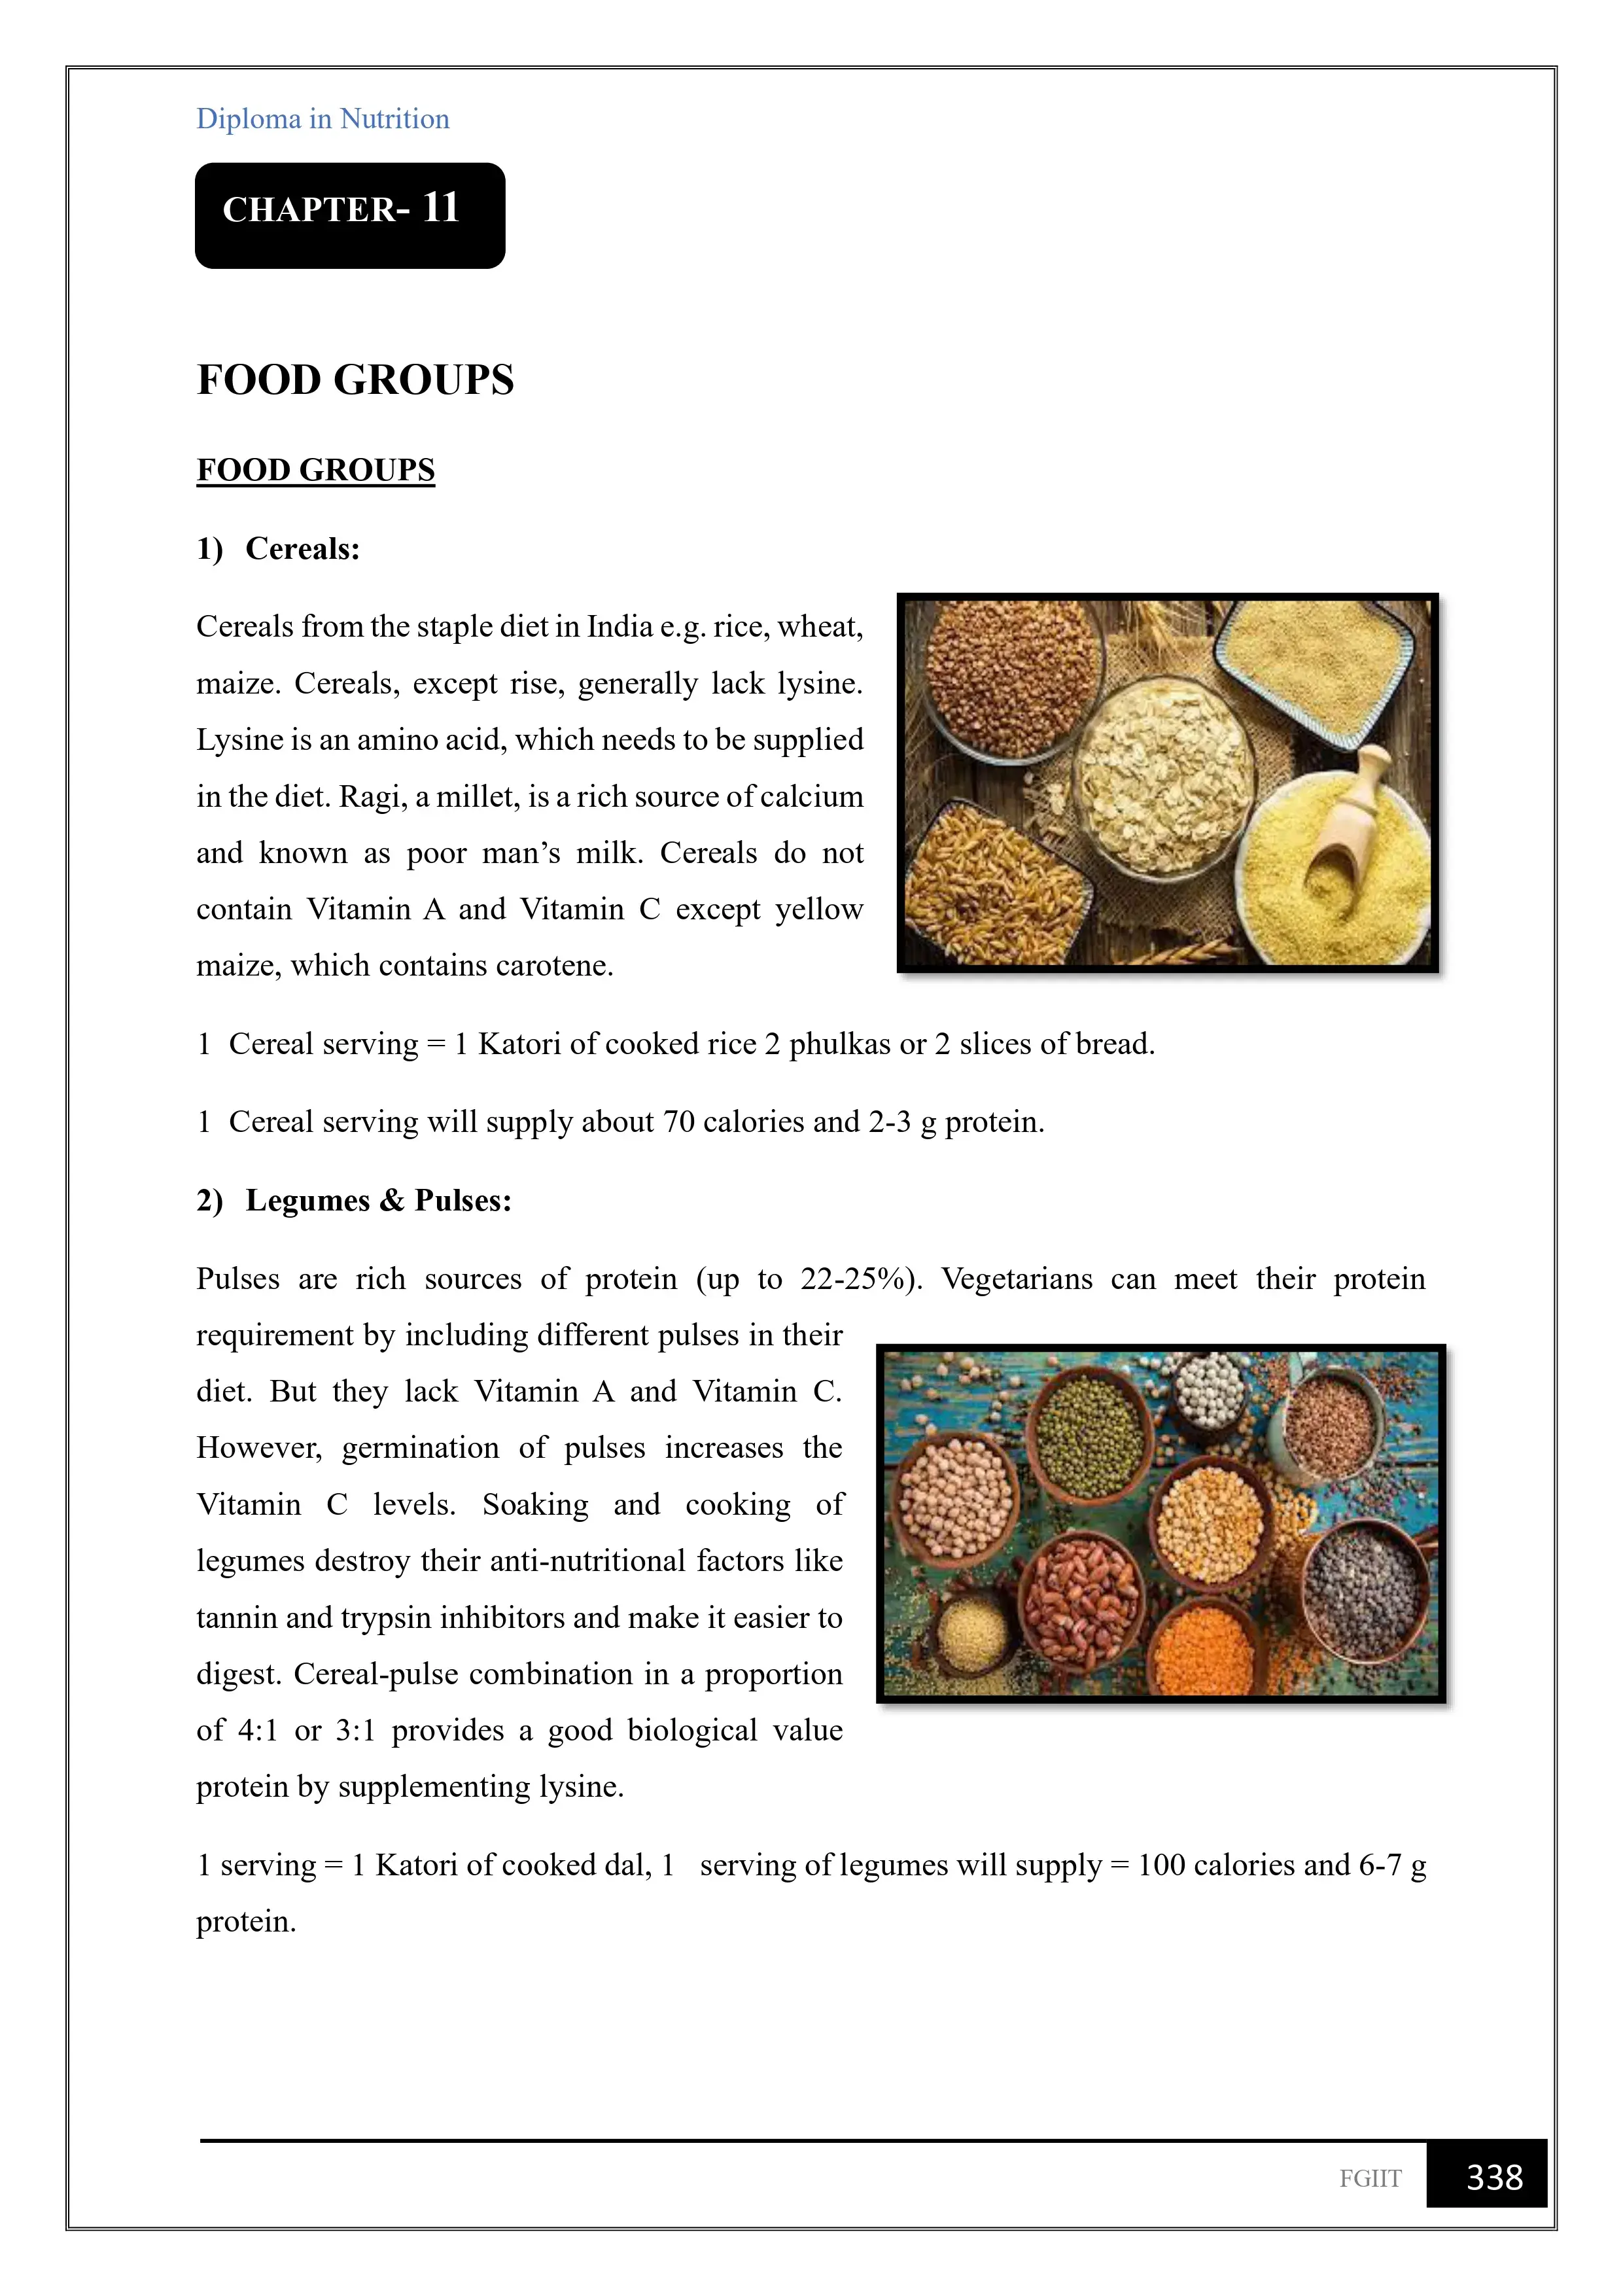 Diploma in Nutrition
CHAPTER- 11
FOOD GROUPS
FOOD GROUPS
1) Cereals:
Cereals from the staple diet in India e.g. rice, wheat,
maize. Cereals, except rise, generally lack lysine.
Lysine is an amino acid, which needs to be supplied
in the diet. Ragi, a millet, is a rich source of calcium
and known as poor man’s milk. Cereals do not
contain Vitamin A and Vitamin C except yellow
maize, which contains carotene.
1 Cereal serving = 1 Katori of cooked rice 2 phulkas or 2 slices of bread.
1 Cereal serving will supply about 70 calories and 2-3 g protein.
2) Legumes & Pulses:
Pulses are rich sources of protein (up to 22-25%). Vegetarians can meet their protein
requirement by including different pulses in their
diet. But they lack Vitamin A and Vitamin C.
However, germination of pulses increases the
Vitamin C levels. Soaking and cooking of
legumes destroy their anti-nutritional factors like
tannin and trypsin inhibitors and make it easier to
digest. Cereal-pulse combination in a proportion
of 4:1 or 3:1 provides a good biological value
protein by supplementing lysine.
1 serving = 1 Katori of cooked dal, 1 serving of legumes will supply = 100 calories and 6-7 g
protein.
FGIIT 338